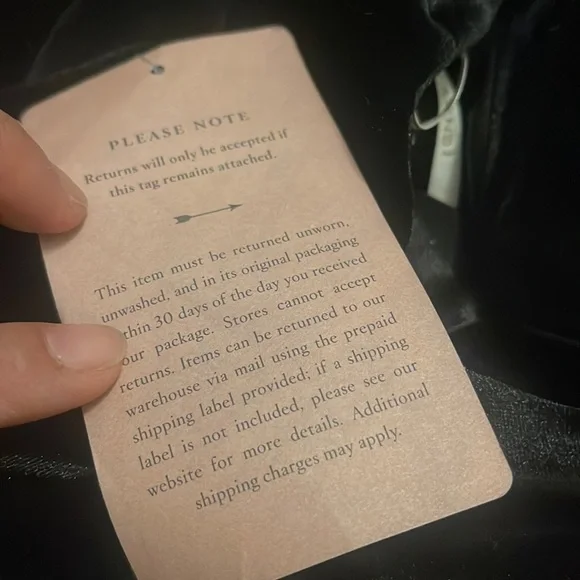 PLEASE NOTE
Returns will only be accepted if
this tag remains attached.
This item must be returned unworn,
unwashed, and in its original packaging
thin 30 days of the day you received
our package. Stores cannot accept
returns. Items can be returned to our
warehouse via mail using the prepaid
shipping label provided; if a shipping
label is not included, please see our
website for more details. Additional
shipping charges may apply.